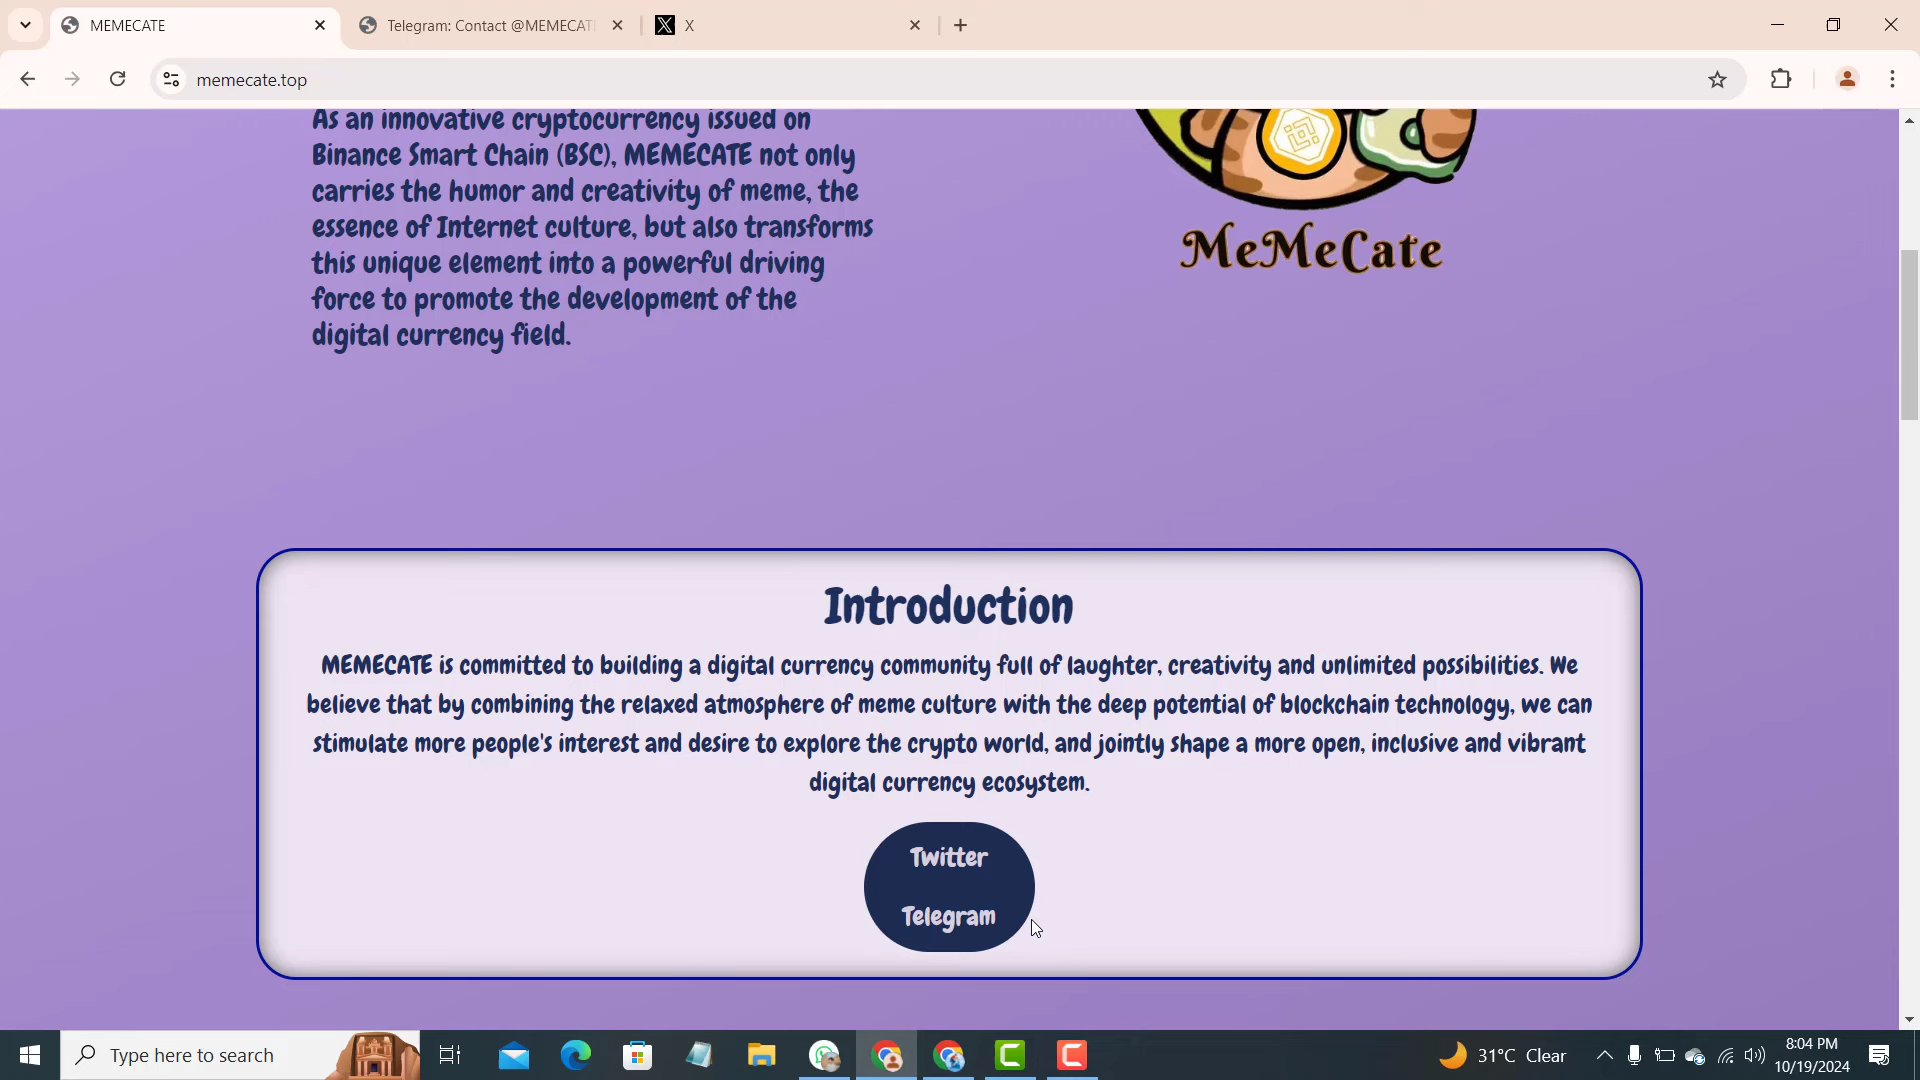 MEMECATE
Telegram: Contact @MEMECAT
X
memecate.top
As an innovative cryptocurrency issued on
Binance Smart Chain (BSC), MEMECATE not only
carries the humor and creativity of meme, the
essence of Internet culture, but also transforms
this unique element into a powerful driving
force to promote the development of the
digital currency field.
MeMeCate
Introduction
MEMECATE is committed to building a digital currency community full of laughter, creativity and unlimited possibilities. We
believe that by combining the relaxed atmosphere of meme culture with the deep potential of blockchain technology, we can
stimulate more people's interest and desire to explore the crypto world, and jointly shape a more open, inclusive and vibrant
digital currency ecosystem.
Twitter
Telegram
Type here to search
31°C Clear
8:04 PM
10/19/2024